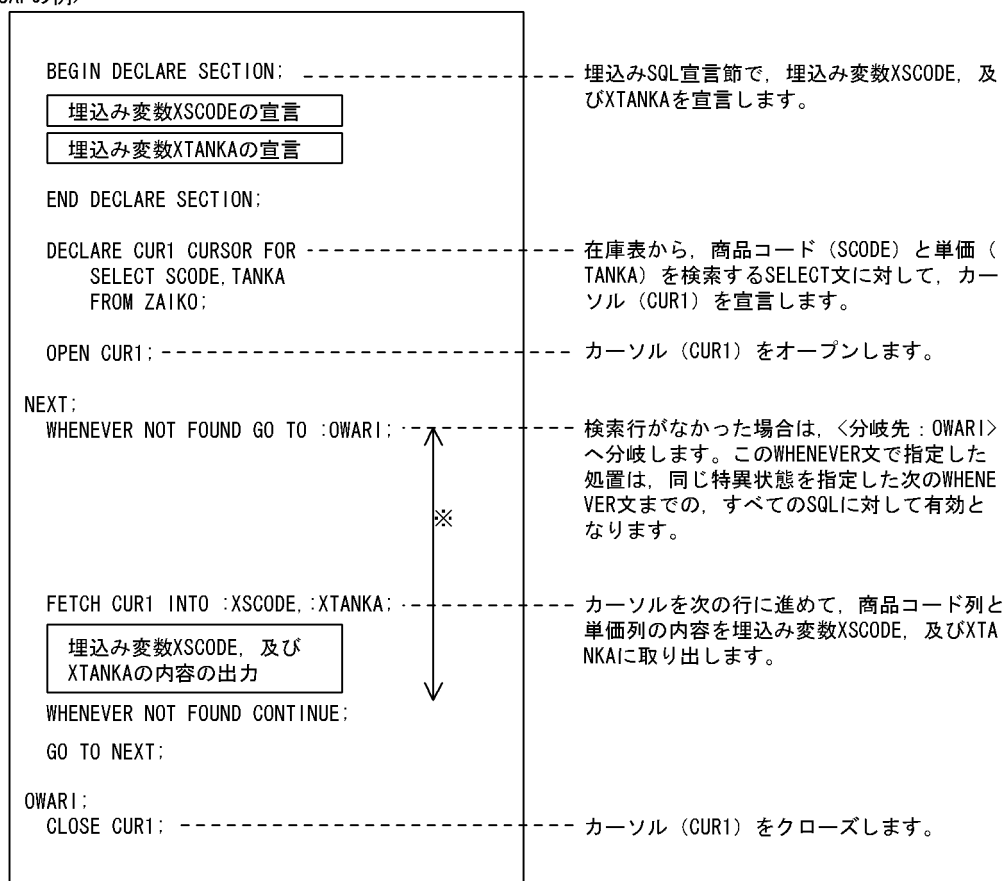 BEGIN DECLARE SECTION;
埋込みSQL宣言節で，埋込み変数XSCODE，及
びXTANKAを宣言します。
埋込み変数XSCODEの宣言
埋込み変数XTANKAの宣言
END DECLARE SECTION;
DECLARE CUR1 CURSOR FOR
SELECT SCODE,TANKA
FROM ZAIKO;
在庫表から，商品コード（SCODE）と単価（
TANKA）を検索するSELECT文に対して，カー
ソル（CUR1）を宣言します。
OPEN CUR1;
カーソル（CUR1）をオープンします。
NEXT;
WHENEVER NOT FOUND GO TO :OWARI;
検索行がなかった場合は，<分岐先：OWARI>
へ分岐します。このWHENEVER文で指定した
処置は，同じ特異状態を指定した次のWHENE
VER文までの，すべてのSQLに対して有効と
なります。
※
FETCH CUR1 INTO :XSCODE,:XTANKA;
カーソルを次の行に進めて，商品コード列と
単価列の内容を埋込み変数XSCODE，及びXTA
NKAに取り出します。
埋込み変数XSCODE，及び
XTANKAの内容の出力
WHENEVER NOT FOUND CONTINUE;
GO TO NEXT;
OWARI;
CLOSE CUR1;
カーソル（CUR1）をクローズします。